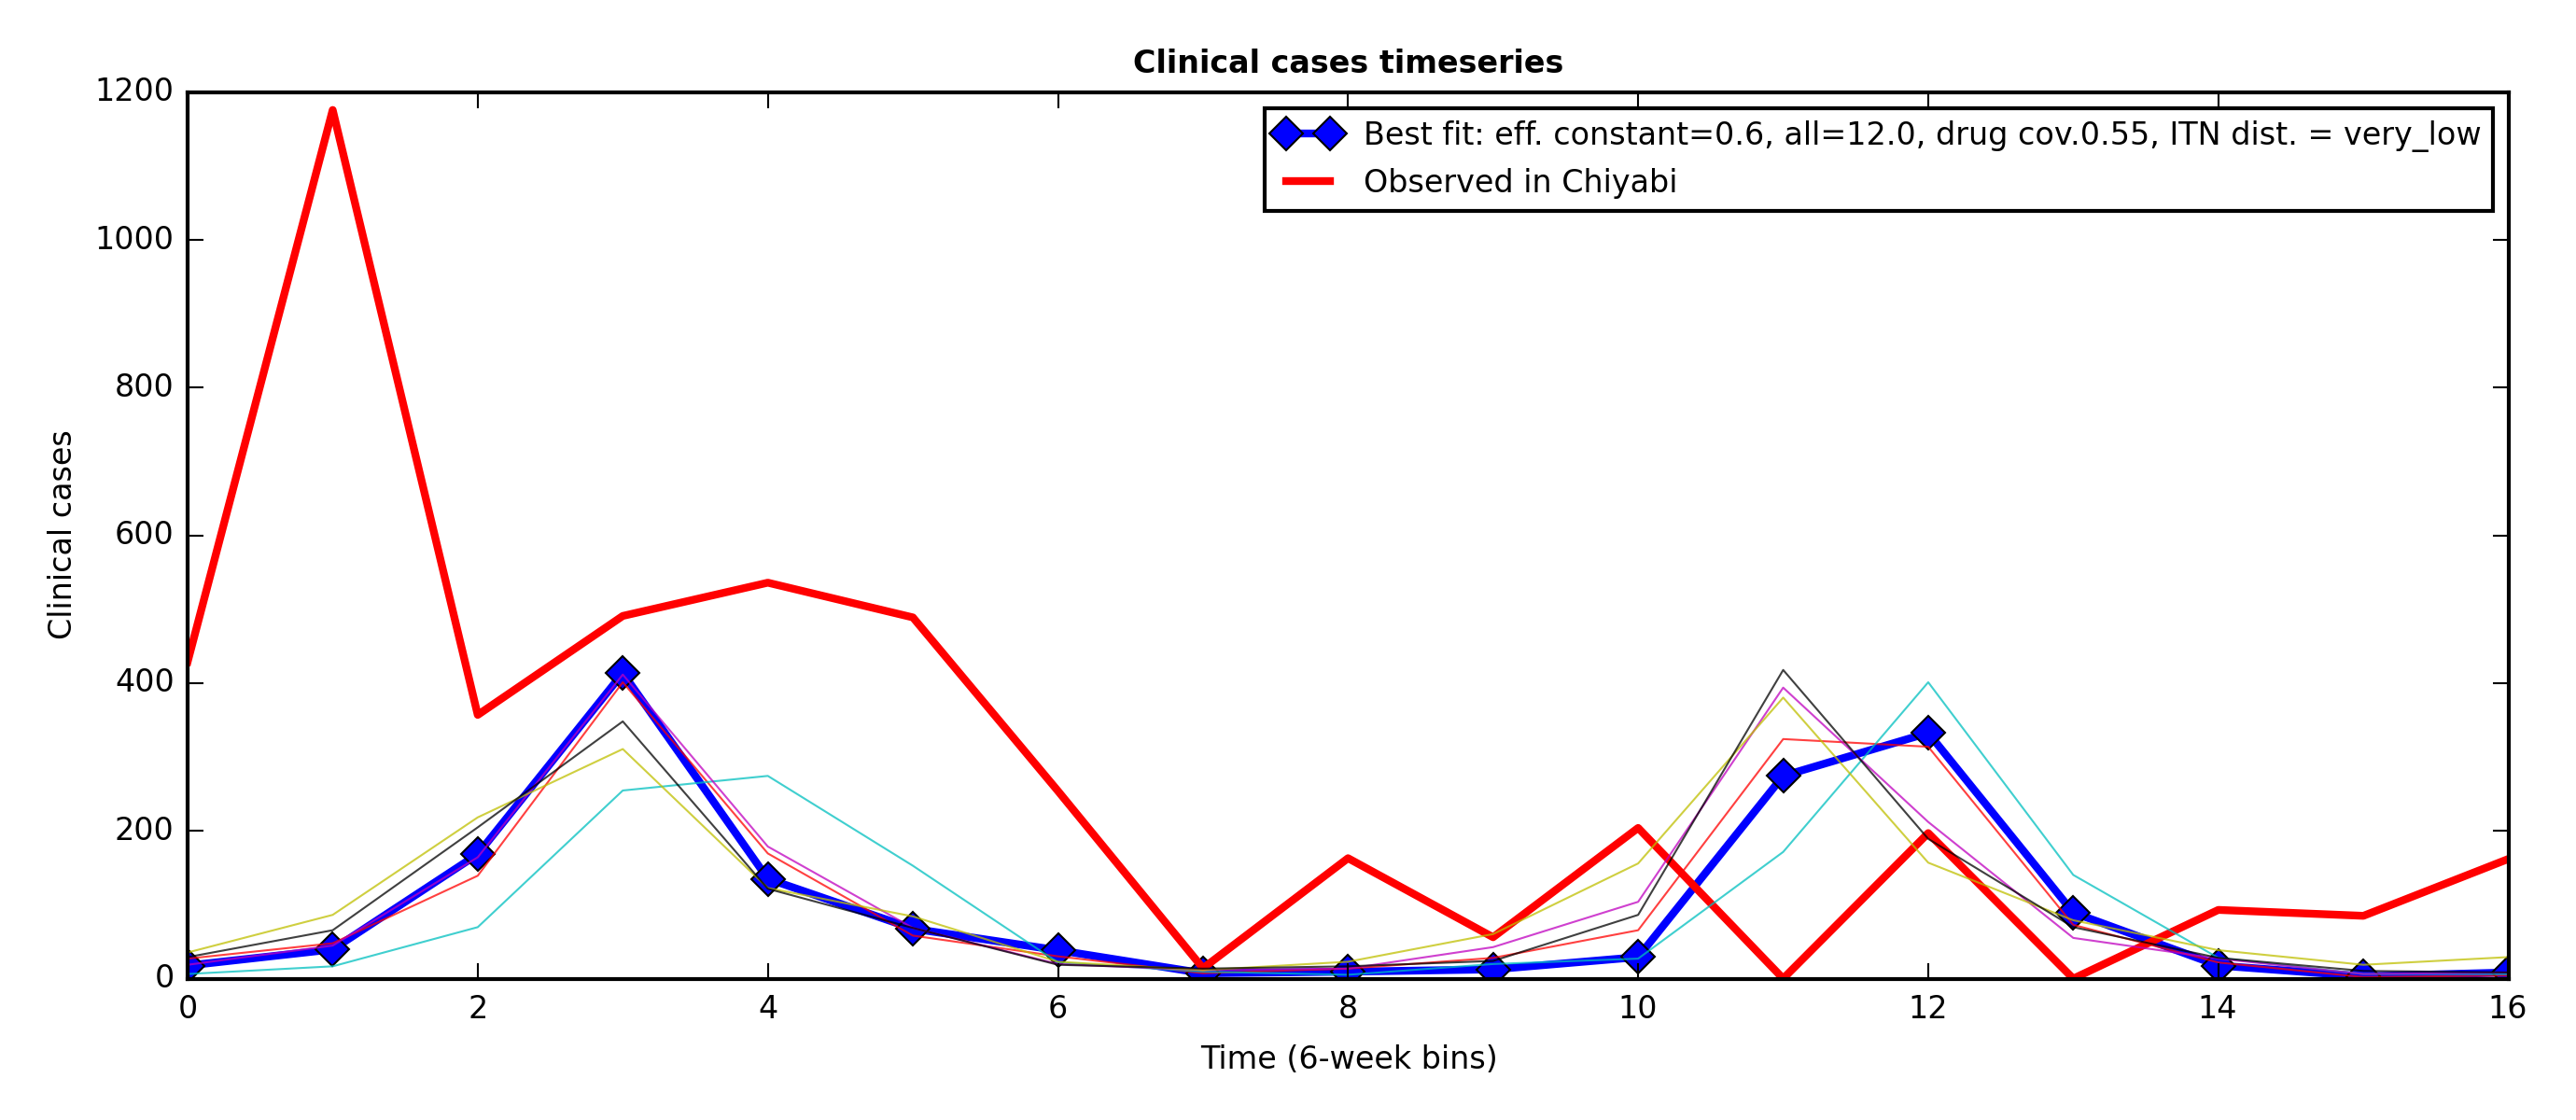 Clinical cases timeseries
Best fit: eff. constant=0.6, all=12.0, drug cov.0.55, ITN dist. = very_low
Observed in Chiyabi
1200
1000
800
600
400
200
0
Clinical cases
0 2 4 6 8 10 12 14 16
Time (6-week bins)